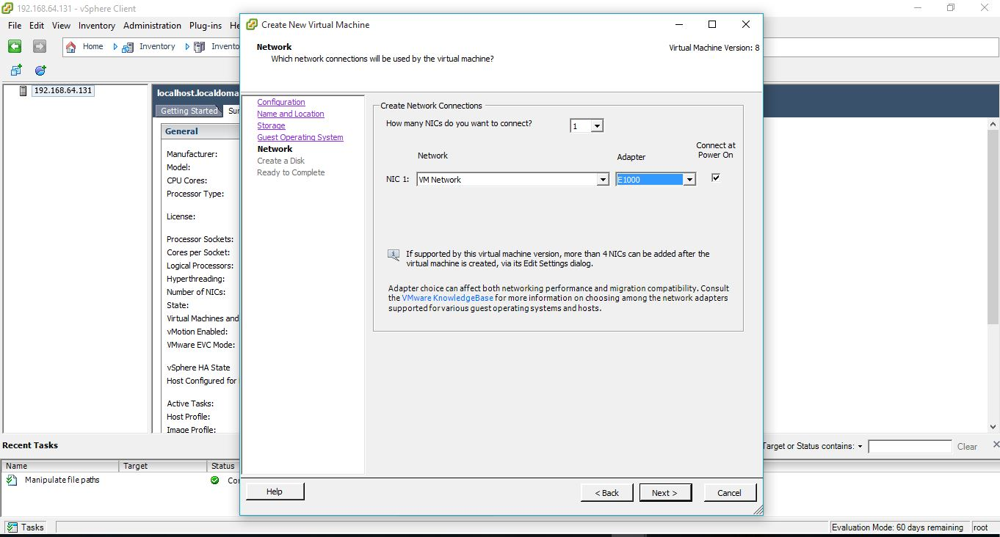 192.168.64.131 - vSphere Client
File Edit View Inventory Administration Plug-ins He
Home Inventory Invento
192.168.64.131
localhost.localdoma
Getting Started Sur
General
Manufacturer:
Model:
CPU Cores:
Processor Type:
License:
Processor Sockets:
Cores per Socket:
Logical Processors:
Hyperthreading:
Number of NICs:
State:
Virtual Machines and
vMotion Enabled:
VMware EVC Mode:
vSphere HA State
Host Configured for
Active Tasks:
Host Profile:
Image Profile:
Create New Virtual Machine
Network
Which network connections will be used by the virtual machine?
Virtual Machine Version: 8
Configuration
Name and Location
Storage
Guest Operating System
Network
Create a Disk
Ready to Complete
Create Network Connections
How many NICs do you want to connect? 1
Network Adapter Connect at
Power On
NIC 1: VM Network E1000
If supported by this virtual machine version, more than 4 NICs can be added after the
virtual machine is created, via its Edit Settings dialog.
Adapter choice can affect both networking performance and migration compatibility. Consult
the VMware KnowledgeBase for more information on choosing among the network adapters
supported for various guest operating systems and hosts.
Help < Back Next > Cancel
Recent Tasks
Target or Status contains: Clear
Name Target Status
Manipulate file paths Co
Tasks Evaluation Mode: 60 days remaining root